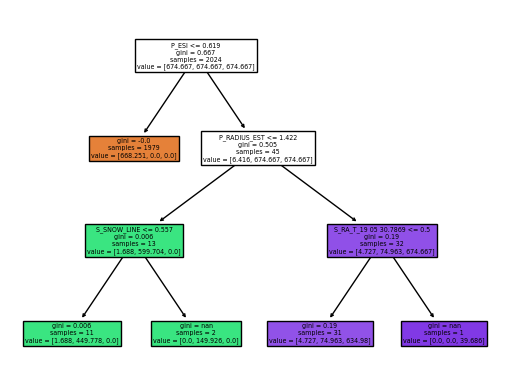 P_ESI <= 0.619
gini = 0.667
samples = 2024
value = [674.667, 674.667, 674.667]
gini = -0.0
samples = 1979
value = [668.251, 0.0, 0.0]
P_RADIUS_EST <= 1.422
gini = 0.505
samples = 45
value = [6.416, 674.667, 674.667]
S_SNOW_LINE <= 0.557
gini = 0.006
samples = 13
value = [1.688, 599.704, 0.0]
S_RA_T_19 05 30.7869 <= 0.5
gini = 0.19
samples = 32
value = [4.727, 74.963, 674.667]
gini = 0.006
samples = 11
value = [1.688, 449.778, 0.0]
gini = nan
samples = 2
value = [0.0, 149.926, 0.0]
gini = 0.19
samples = 31
value = [4.727, 74.963, 634.98]
gini = nan
samples = 1
value = [0.0, 0.0, 39.686]